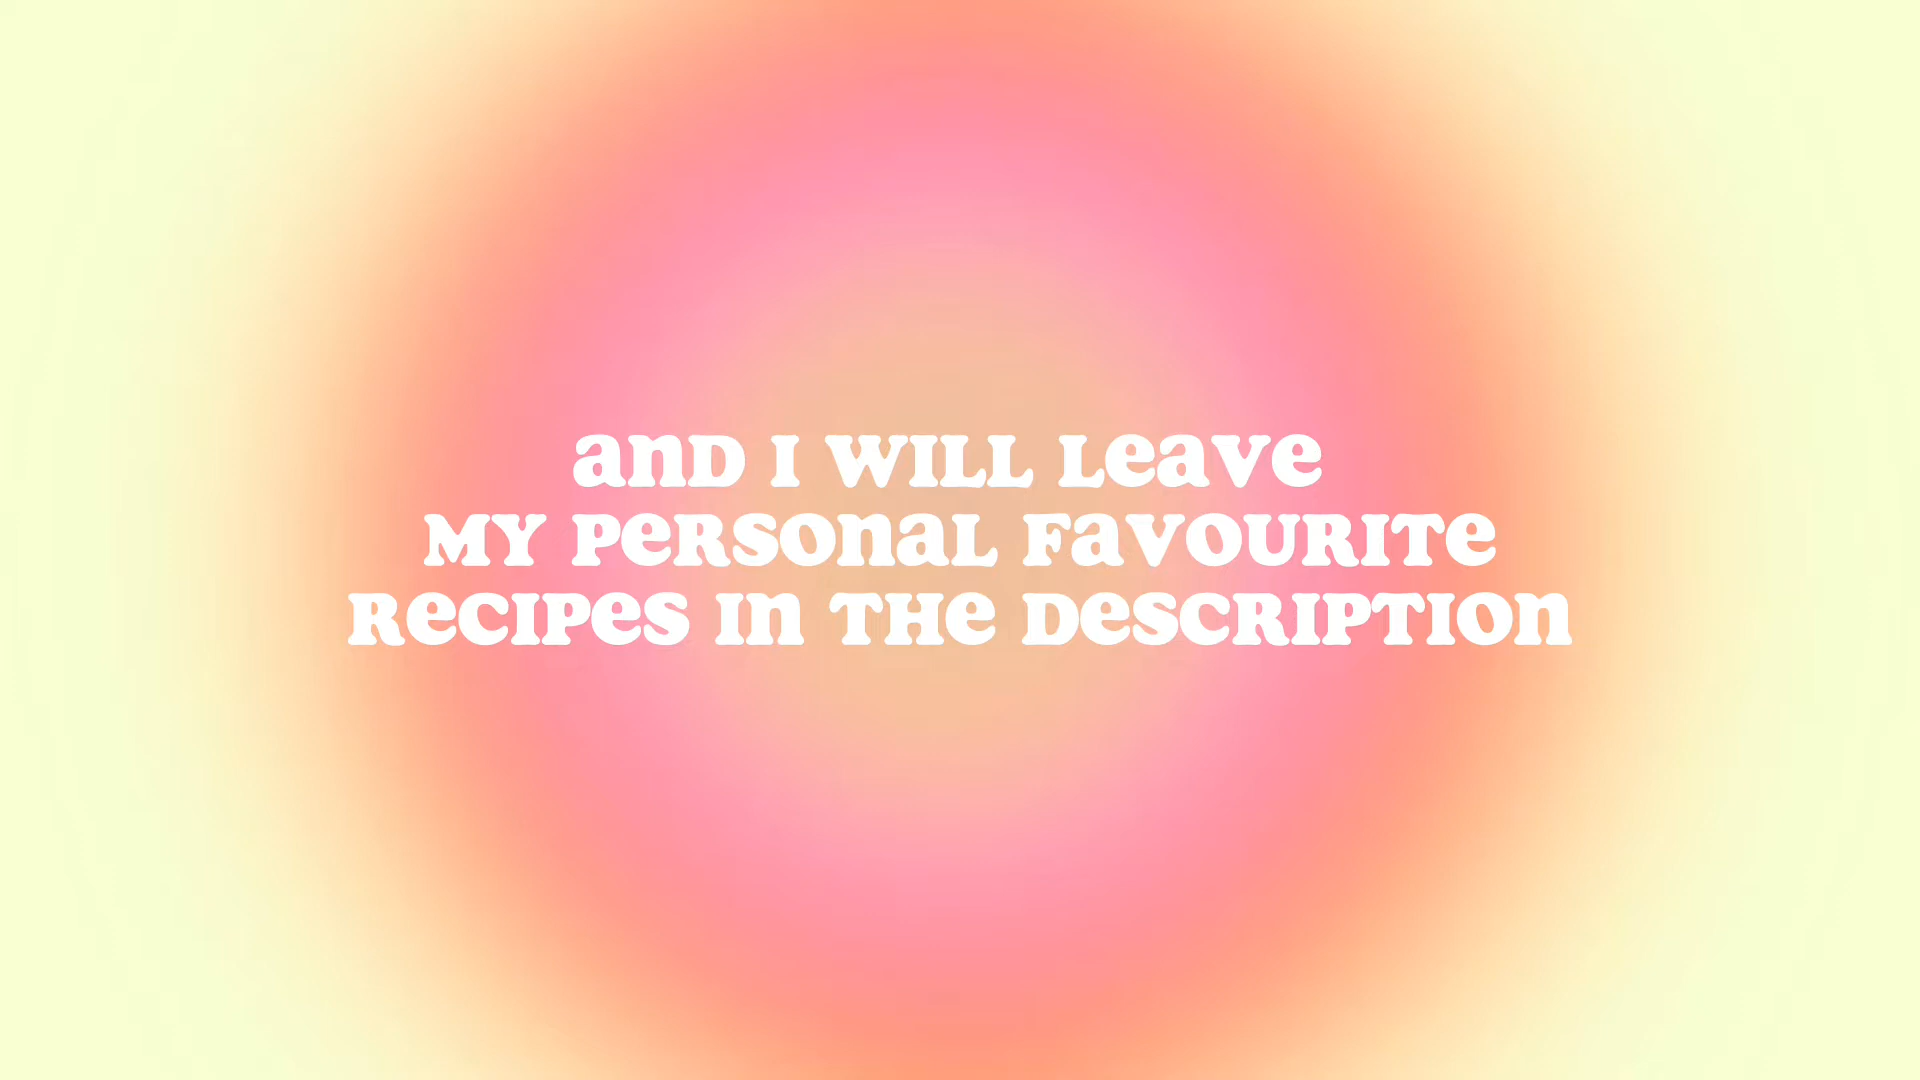 and I will leave
my personal favourite
recipes in the description